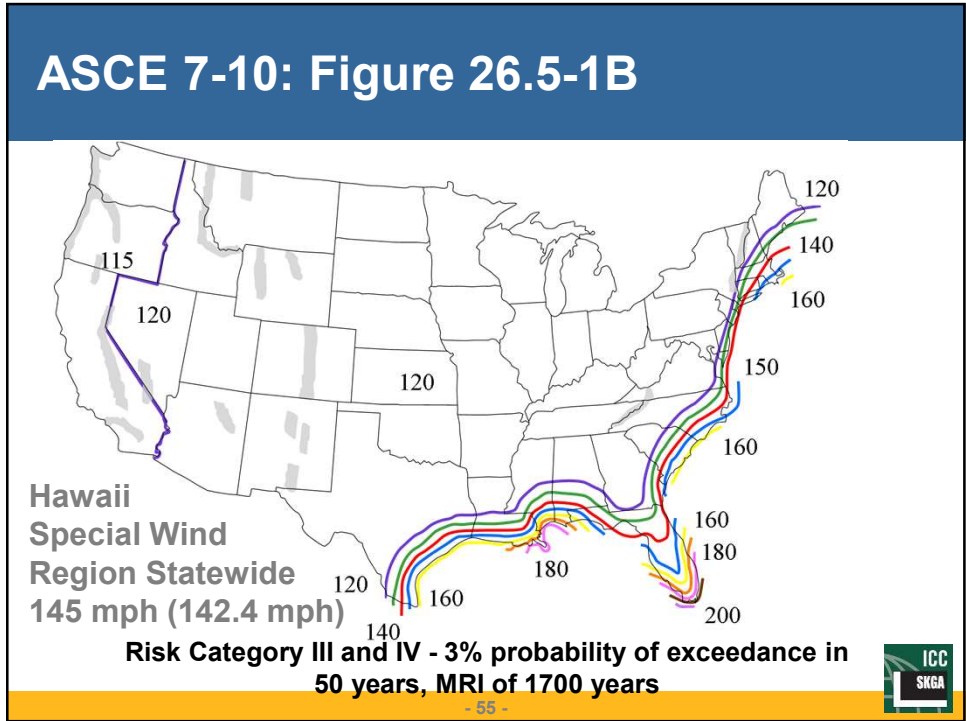 ASCE 7-10: Figure 26.5-1B
120
140
115
160
120
150
120
160
Hawaii
Special Wind
Region Statewide
145 mph (142.4 mph)
160
180
180
120
160
200
140
Risk Category III and IV - 3% probability of exceedance in
50 years, MRI of 1700 years
- 55 -
ICC
SKGA